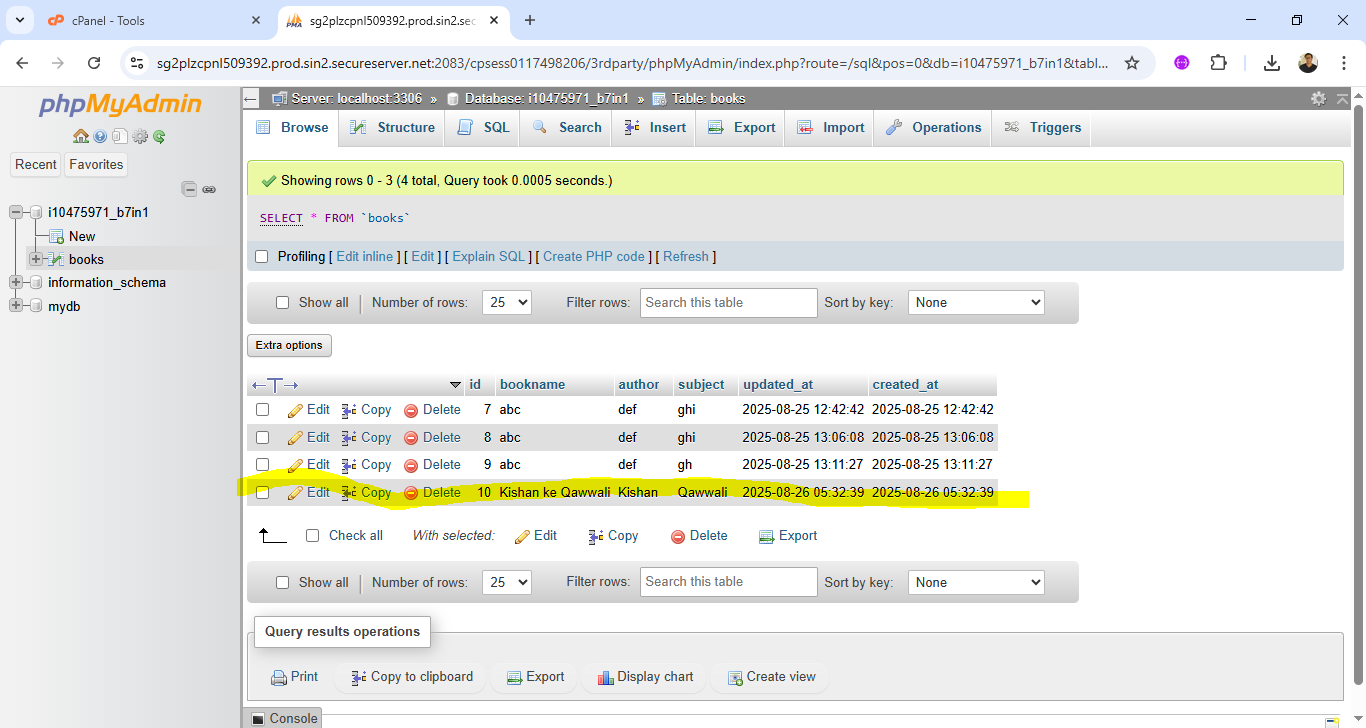 cPanel - Tools
sg2plzcpnl509392.prod.sin2.sec
sg2plzcpnl509392.prod.sin2.secureserver.net:2083/cpsess0117498206/3rdparty/phpMyAdmin/index.php?route=/sql&pos=0&db=i10475971_b7in1&tabl...
phpMyAdmin
Recent Favorites
i10475971_b7in1
New
books
information_schema
mydb
Server: localhost:3306 » Database: i10475971_b7in1 » Table: books
Browse Structure SQL Search Insert Export Import Operations Triggers
Showing rows 0 - 3 (4 total, Query took 0.0005 seconds.)
SELECT * FROM `books`
Profiling [ Edit inline ] [ Edit ] [ Explain SQL ] [ Create PHP code ] [ Refresh ]
Show all Number of rows: 25 Filter rows: Search this table Sort by key: None
Extra options
id bookname author subject updated_at created_at
Edit Copy Delete 7 abc def ghi 2025-08-25 12:42:42 2025-08-25 12:42:42
Edit Copy Delete 8 abc def ghi 2025-08-25 13:06:08 2025-08-25 13:06:08
Edit Copy Delete 9 abc def gh 2025-08-25 13:11:27 2025-08-25 13:11:27
Edit Copy Delete 10 Kishan ke Qawwali Kishan Qawwali 2025-08-26 05:32:39 2025-08-26 05:32:39
Check all With selected: Edit Copy Delete Export
Show all Number of rows: 25 Filter rows: Search this table Sort by key: None
Query results operations
Print Copy to clipboard Export Display chart Create view
Console